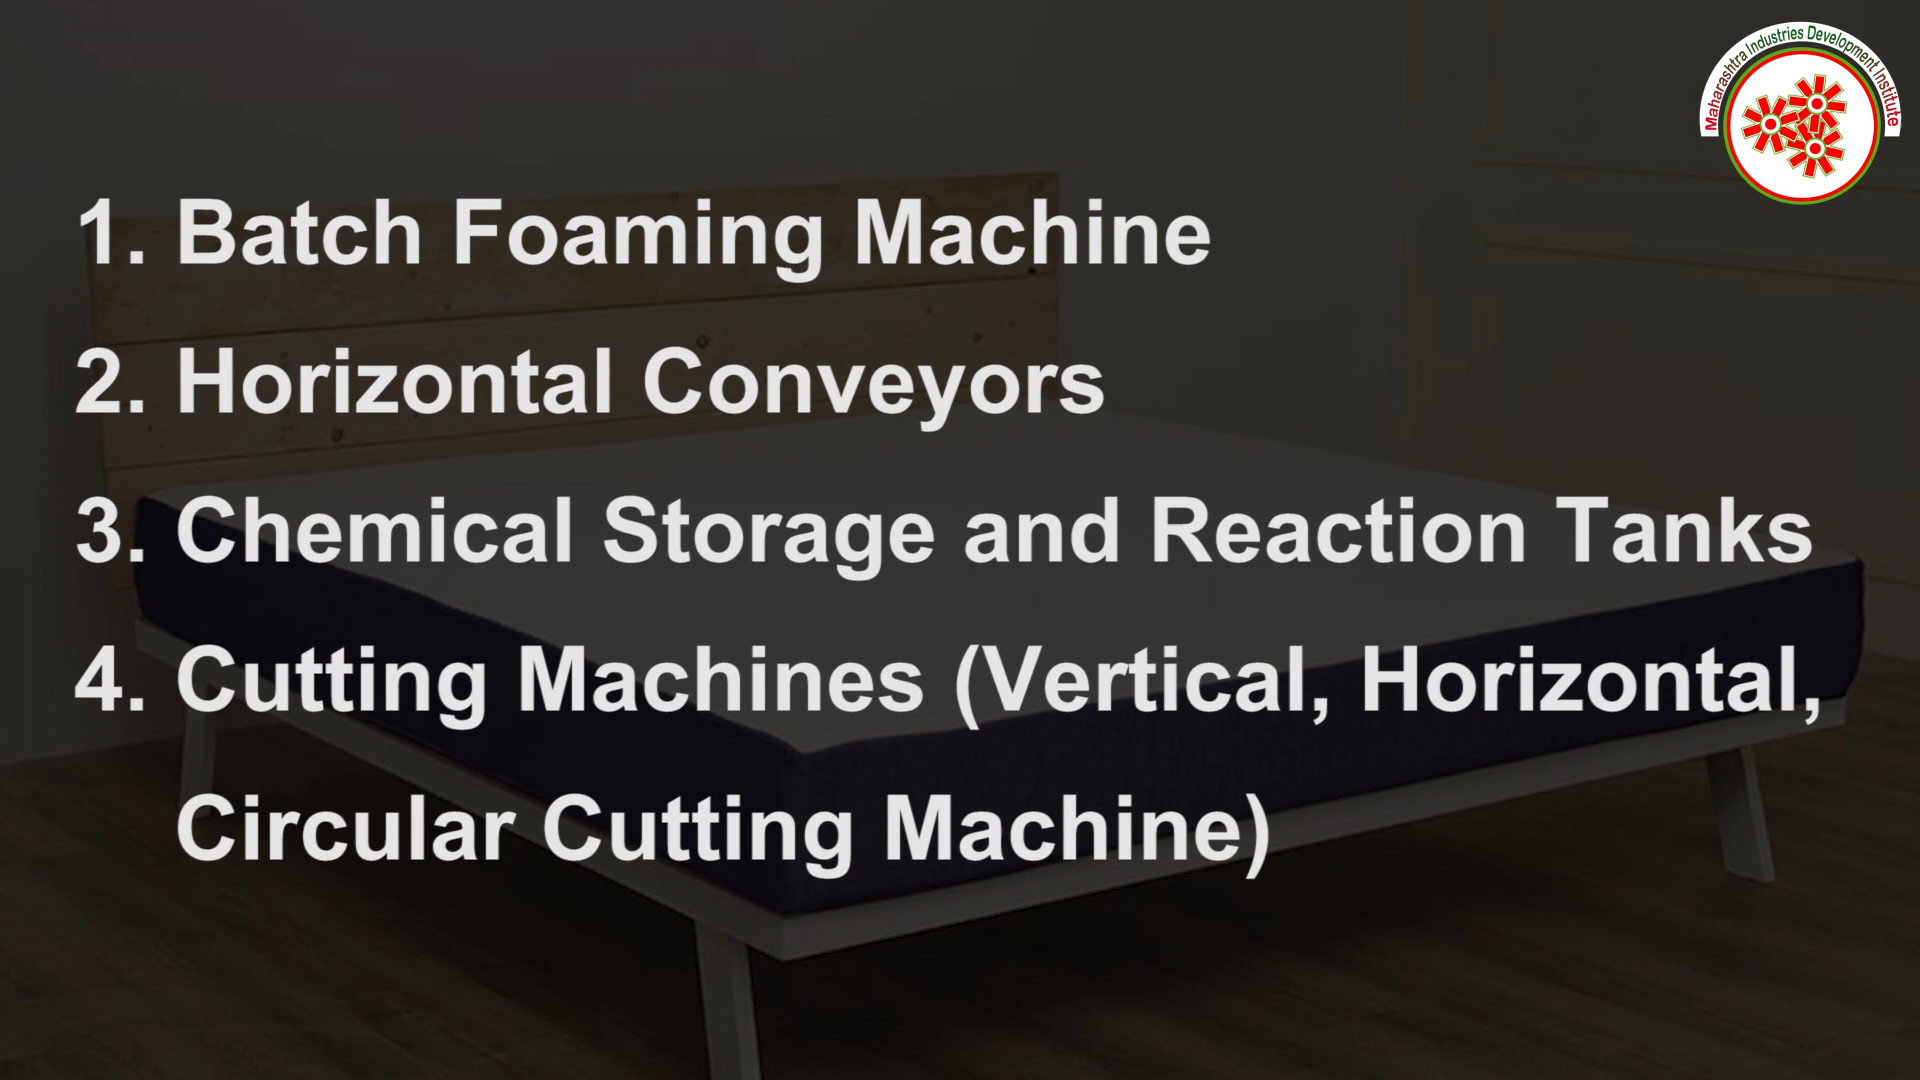 Maharashtra Industries Development Institute
1. Batch Foaming Machine
2. Horizontal Conveyors
3. Chemical Storage and Reaction Tanks
4. Cutting Machines (Vertical, Horizontal,
Circular Cutting Machine)